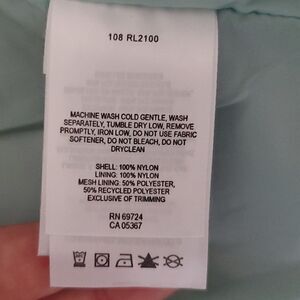 108 RL2100
MACHINE WASH COLD GENTLE, WASH
SEPARATELY, TUMBLE DRY LOW, REMOVE
PROMPTLY, IRON LOW, DO NOT USE FABRIC
SOFTENER, DO NOT BLEACH, DO NOT
DRYCLEAN
SHELL: 100% NYLON
LINING: 100% NYLON
MESH LINING: 50% POLYESTER,
50% RECYCLED POLYESTER
EXCLUSIVE OF TRIMMING
RN 69724
CA 05367